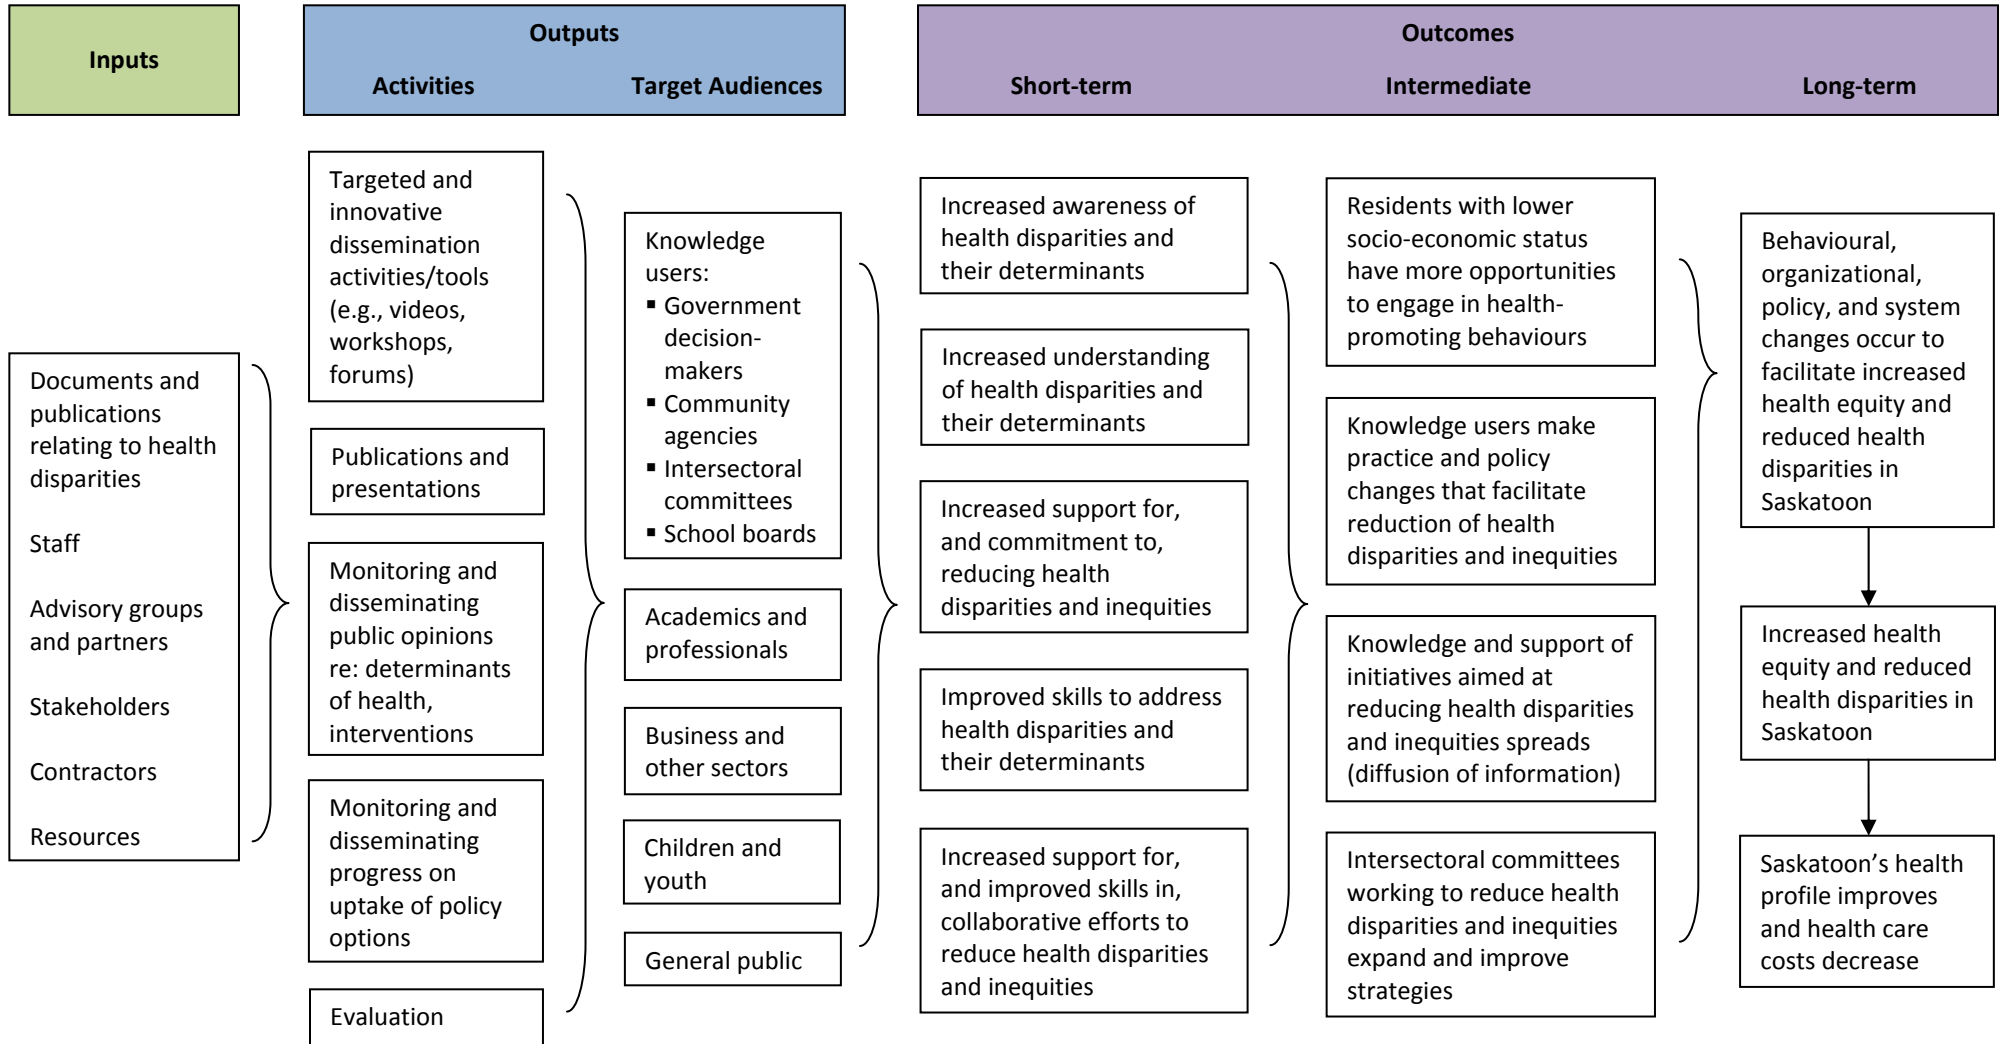 Inputs
Outputs
Activities
Target Audiences
Outcomes
Short-term
Intermediate
Long-term
Documents and
publications
relating to health
disparities
Staff
Advisory groups
and partners
Stakeholders
Contractors
Resources
Targeted and
innovative
dissemination
activities/tools
(e.g., videos,
workshops,
forums)
Publications and
presentations
Monitoring and
disseminating
public opinions
re: determinants
of health,
interventions
Monitoring and
disseminating
progress on
uptake of policy
options
Evaluation
Knowledge
users:
▪ Government
decision-
makers
▪ Community
agencies
▪ Intersectoral
committees
▪ School boards
Academics and
professionals
Business and
other sectors
Children and
youth
General public
Increased awareness of
health disparities and
their determinants
Increased understanding
of health disparities and
their determinants
Increased support for,
and commitment to,
reducing health
disparities and inequities
Improved skills to address
health disparities and
their determinants
Increased support for,
and improved skills in,
collaborative efforts to
reduce health disparities
and inequities
Residents with lower
socio-economic status
have more opportunities
to engage in health-
promoting behaviours
Knowledge users make
practice and policy
changes that facilitate
reduction of health
disparities and inequities
Knowledge and support of
initiatives aimed at
reducing health disparities
and inequities spreads
(diffusion of information)
Intersectoral committees
working to reduce health
disparities and inequities
expand and improve
strategies
Behavioural,
organizational,
policy, and system
changes occur to
facilitate increased
health equity and
reduced health
disparities in
Saskatoon
Increased health
equity and reduced
health disparities in
Saskatoon
Saskatoon’s health
profile improves
and health care
costs decrease